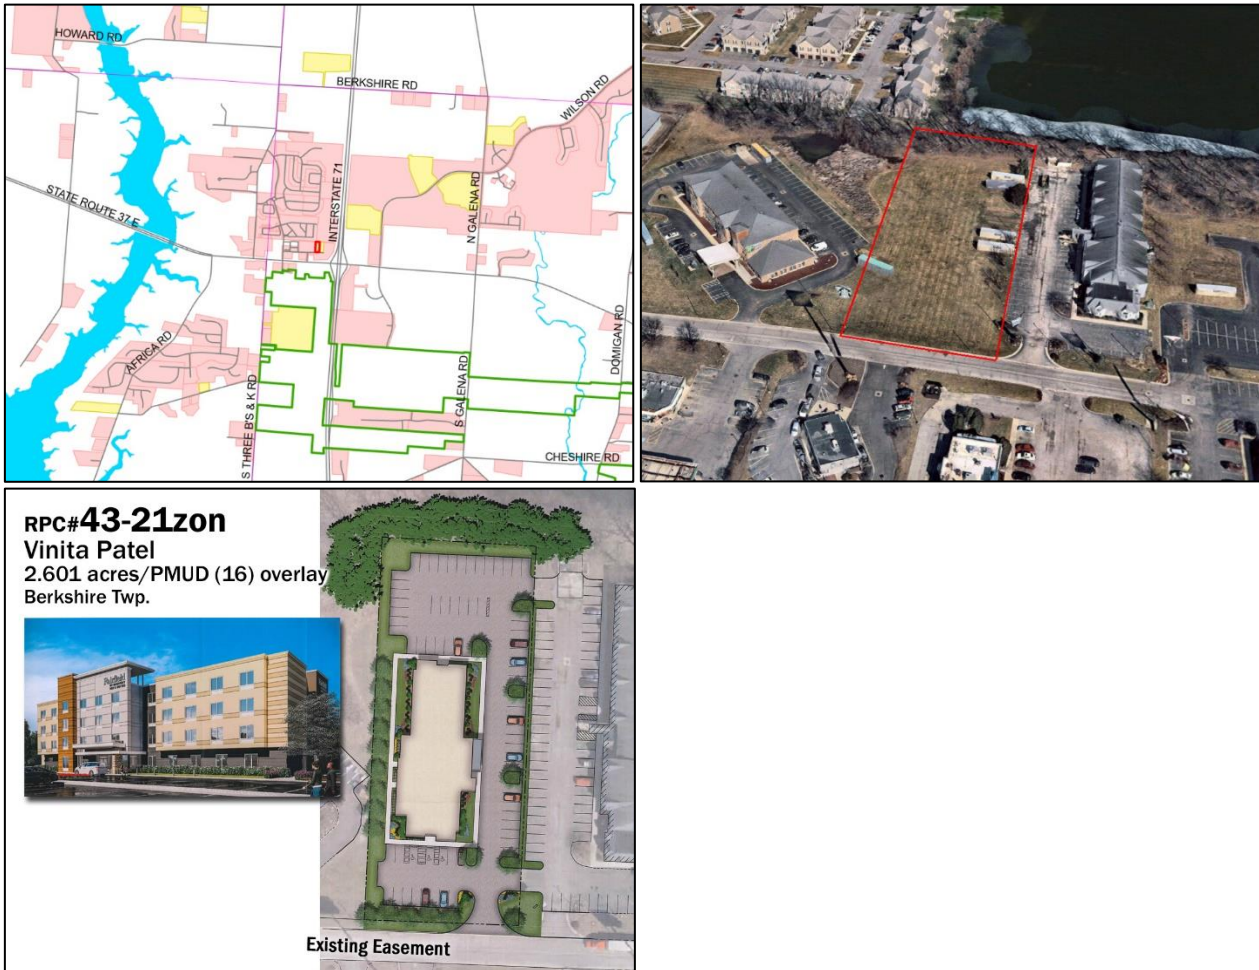 HOWARD RD
BERKSHIRE RD
WILSON RD
STATE ROUTE 37 E
INTERSTATE 71
N GALENA RD
AFRICA RD
S THREE B'S & K RD
S GALENA RD
DOMIGAN RD
CHESHIRE RD
RPC#43-21zon
Vinita Patel
2.601 acres/PMUD (16) overlay
Berkshire Twp.
Fairfield
Existing Easement